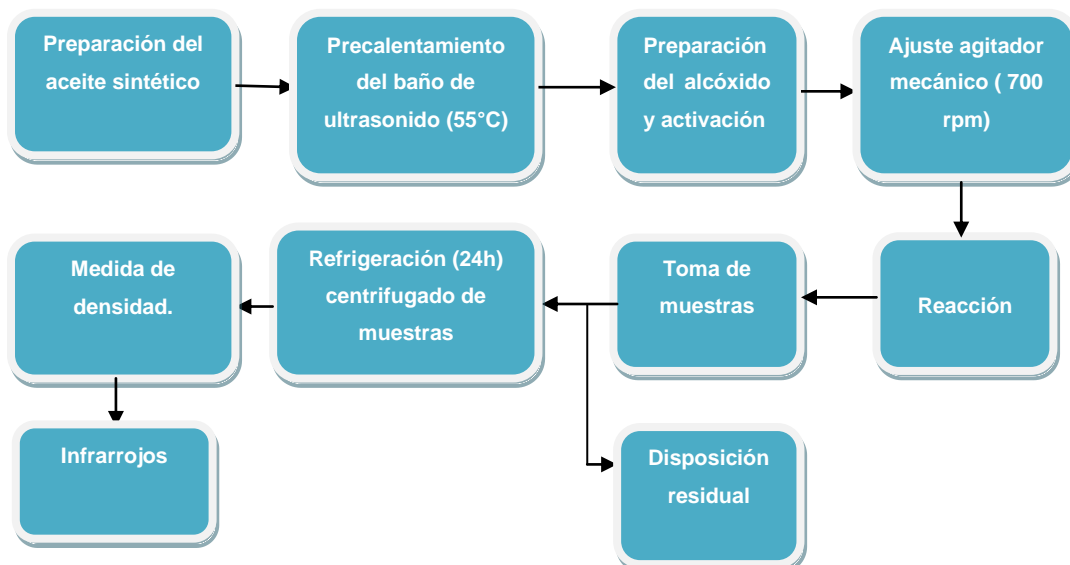 Preparación del
aceite sintético
Precalentamiento
del baño de
ultrasonido (55°C)
Preparación
del alcóxido
y activación
Ajuste agitador
mecánico ( 700
rpm)
Reacción
Toma de
muestras
Refrigeración (24h)
centrifugado de
muestras
Medida de
densidad.
Infrarrojos
Disposición
residual